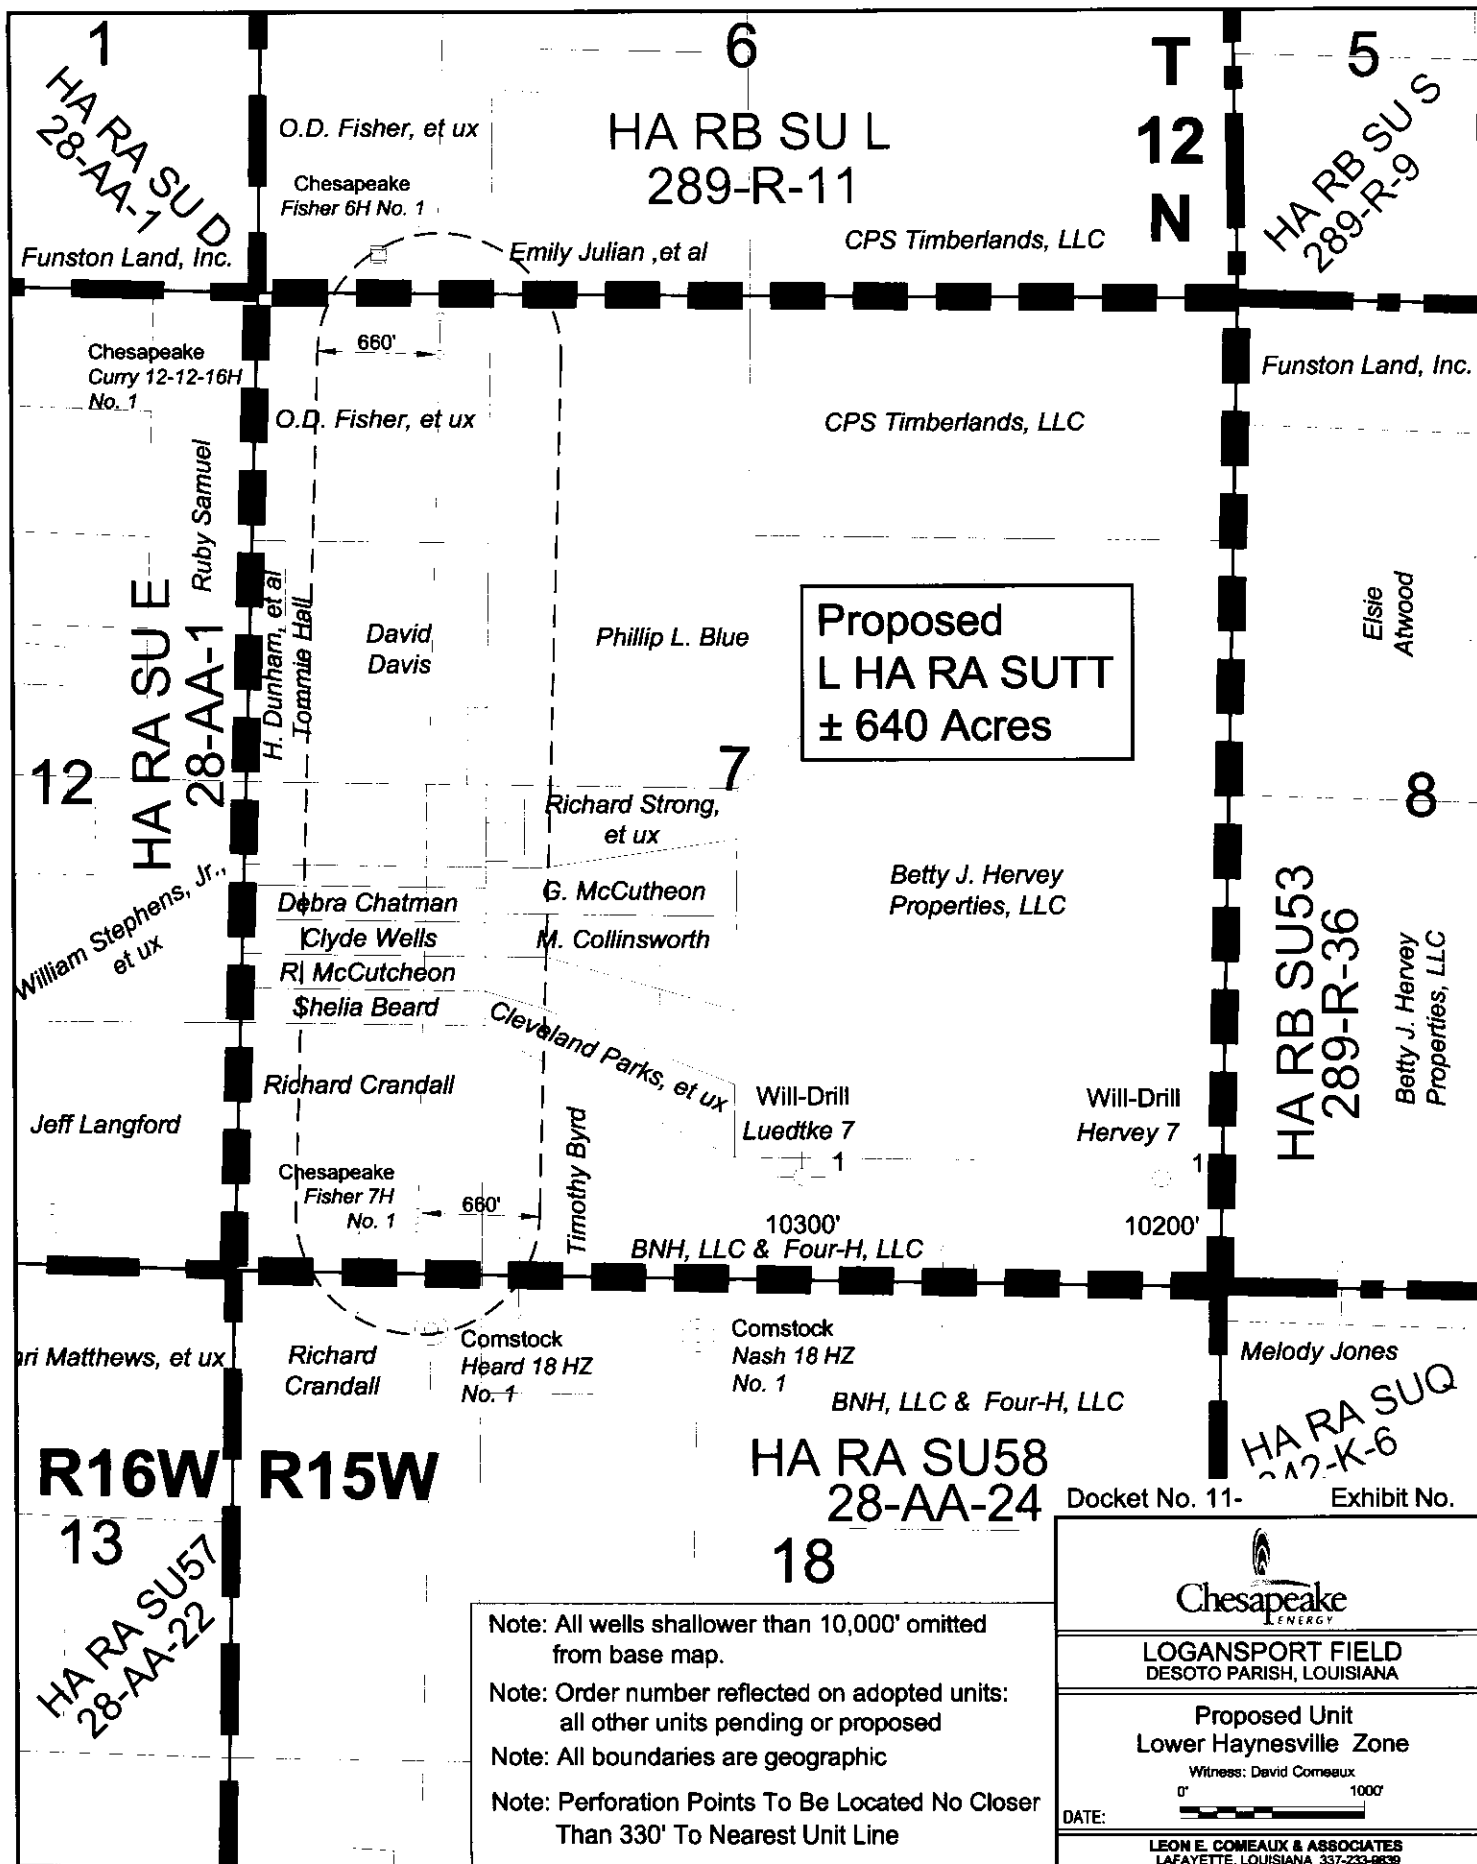 1
HA RA SU D
28-AA-1
Funston Land, Inc.
6
O.D. Fisher, et ux
Chesapeake
Fisher 6H No. 1
HA RB SU L
289-R-11
Emily Julian ,et al
CPS Timberlands, LLC
T
12
N
5
HA RB SU S
289-R-9
Chesapeake
Curry 12-12-16H
No. 1
660'
O.D. Fisher, et ux
CPS Timberlands, LLC
Funston Land, Inc.
Ruby Samuel
HA RA SU E
28-AA-1
12
H. Dunham, et al
Tommie Hall
David
Davis
Phillip L. Blue
Proposed
L HA RA SUTT
± 640 Acres
7
Elsie
Atwood
8
Richard Strong,
et ux
William Stephens, Jr.,
et ux
Debra Chatman
G. McCutheon
Clyde Wells
M. Collinsworth
R. McCutcheon
Shelia Beard
Cleveland Parks, et ux
Betty J. Hervey
Properties, LLC
HA RB SU53
289-R-36
Betty J. Hervey
Properties, LLC
Jeff Langford
Richard Crandall
Chesapeake
Fisher 7H
No. 1
660'
Timothy Byrd
Will-Drill
Luedtke 7
1
10300'
Will-Drill
Hervey 7
1
10200'
BNH, LLC & Four-H, LLC
ri Matthews, et ux
Richard
Crandall
Comstock
Heard 18 HZ
No. 1
Comstock
Nash 18 HZ
No. 1
BNH, LLC & Four-H, LLC
Melody Jones
HA RA SUQ
342-K-6
R16W
R15W
HA RA SU58
28-AA-24
18
13
HA RA SU57
28-AA-22
Docket No. 11-
Exhibit No.
Note: All wells shallower than 10,000' omitted
from base map.
Note: Order number reflected on adopted units:
all other units pending or proposed
Note: All boundaries are geographic
Note: Perforation Points To Be Located No Closer
Than 330' To Nearest Unit Line
Chesapeake
ENERGY
LOGANSPORT FIELD
DESOTO PARISH, LOUISIANA
Proposed Unit
Lower Haynesville Zone
Witness: David Comeaux
0' 1000'
DATE:
LEON E. COMEAUX & ASSOCIATES
LAFAYETTE, LOUISIANA 337-233-9839